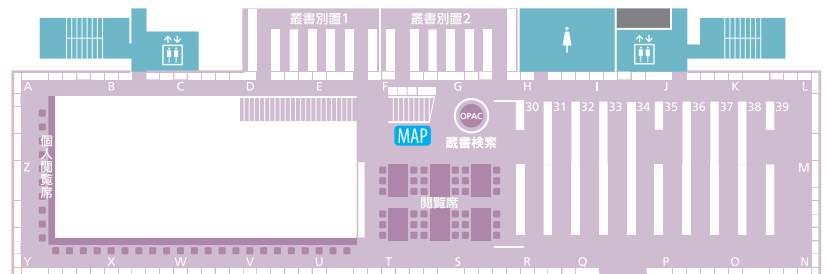 叢書別置1 叢書別置2
A B C D E F G H I J K L
30 31 32 33 34 35 36 37 38 39
OPAC
MAP
蔵書検索
個人閲覧席
Z M
閲覧席
Y X W V U T S R Q P O N